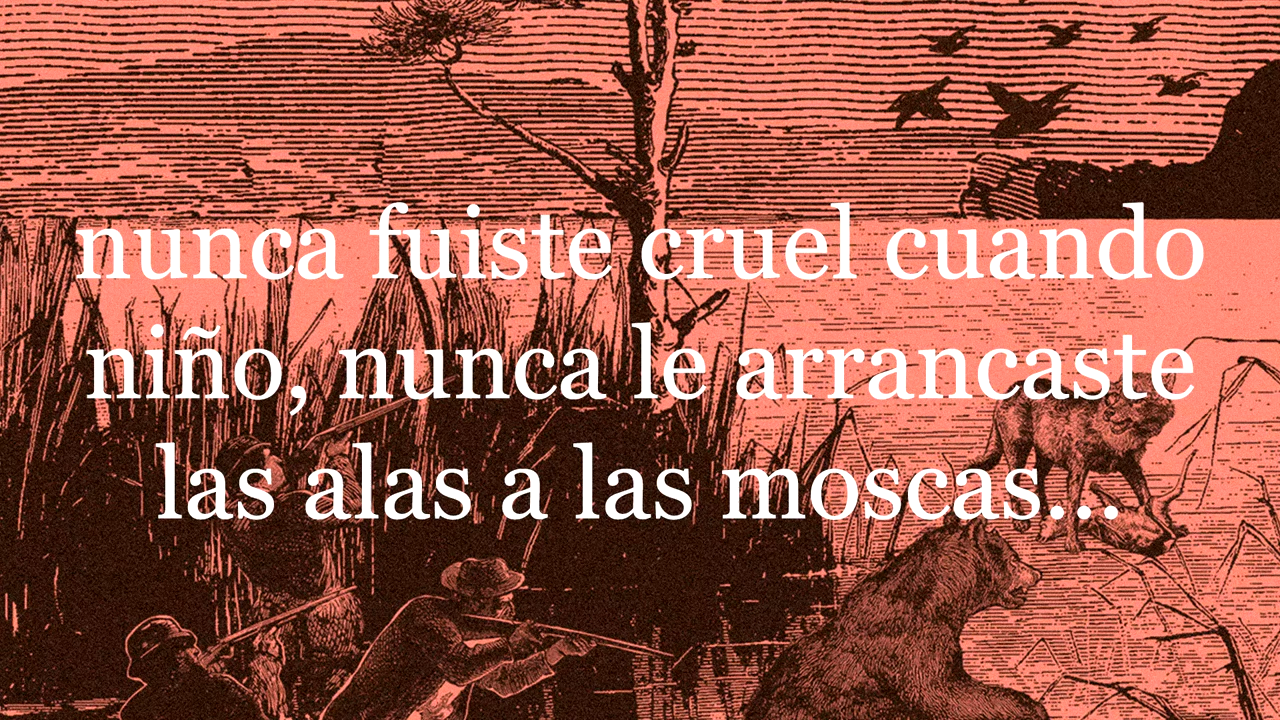 nunca fuiste cruel cuando
niño, nunca le arrancaste
las alas a las moscas...